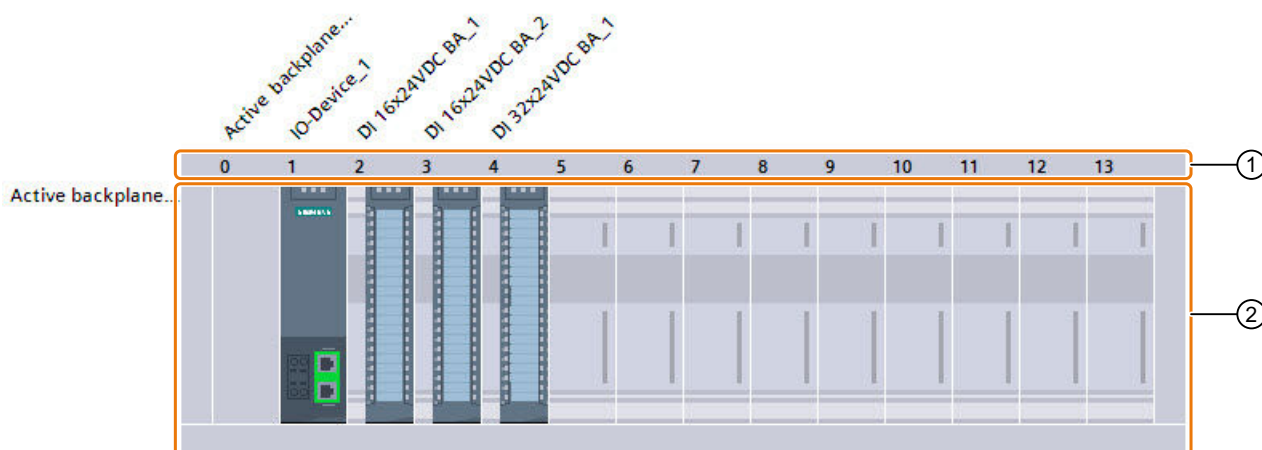 Active backplane...
IO-Device_1
DI 16x24VDC BA_1
DI 16x24VDC BA_2
DI 32x24VDC BA_1
0 1 2 3 4 5 6 7 8 9 10 11 12 13
1
Active backplane...
SIEMENS
2